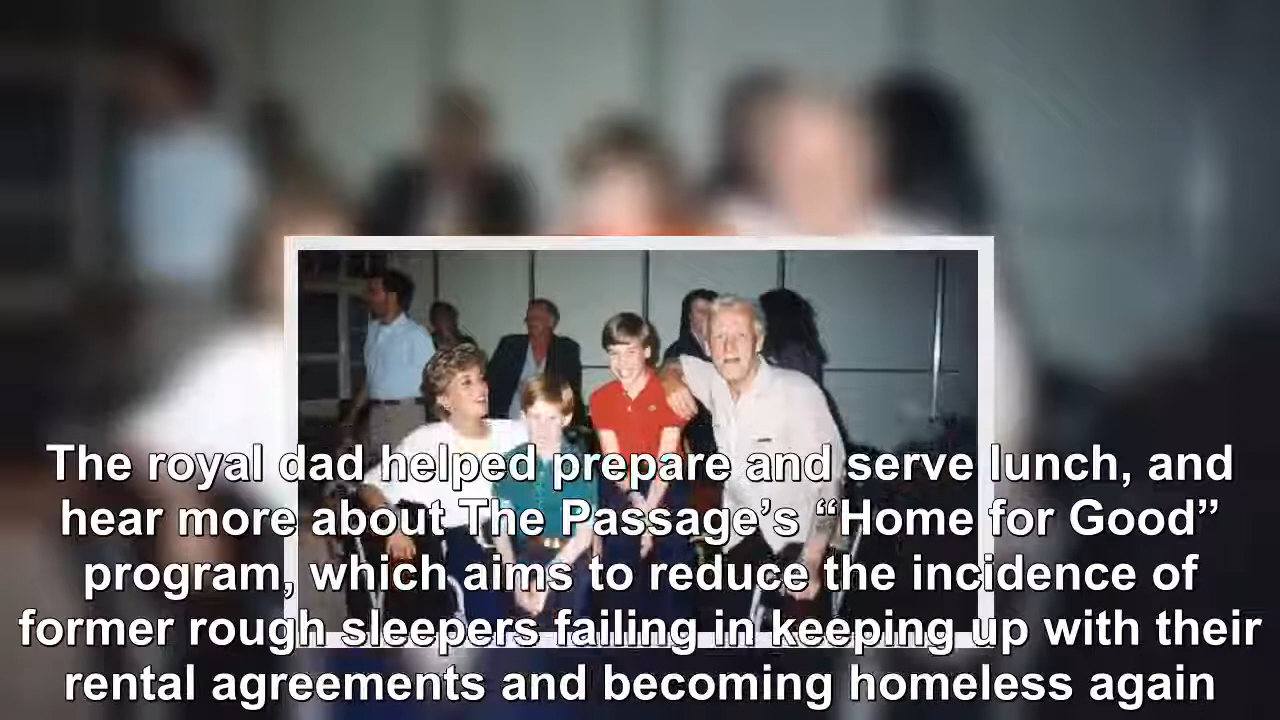 The royal dad helped prepare and serve lunch, and
hear more about The Passage’s “Home for Good”
program, which aims to reduce the incidence of
former rough sleepers failing in keeping up with their
rental agreements and becoming homeless again